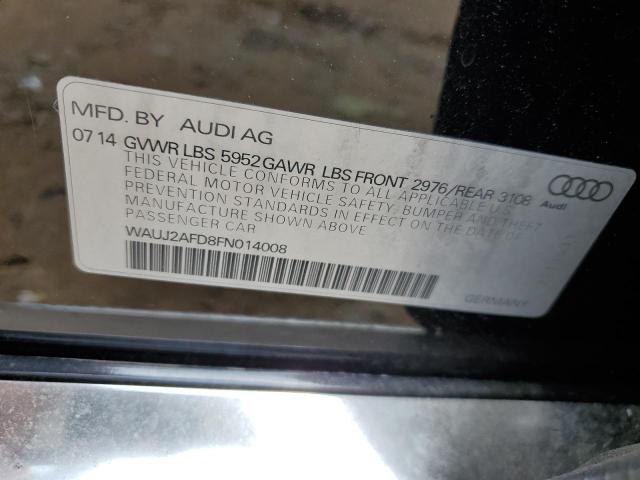 MFD. BY AUDI AG
07 14 GVWR LBS 5952 GAWR LBS FRONT 2976/REAR 3108
THIS VEHICLE CONFORMS TO ALL APPLICABLE U.S.
FEDERAL MOTOR VEHICLE SAFETY, BUMPER AND THEFT
PREVENTION STANDARDS IN EFFECT ON THE DATE OF
MANUFACTURE SHOWN ABOVE
PASSENGER CAR
WAUJ2AFD8FN014008
Audi
GERMANY